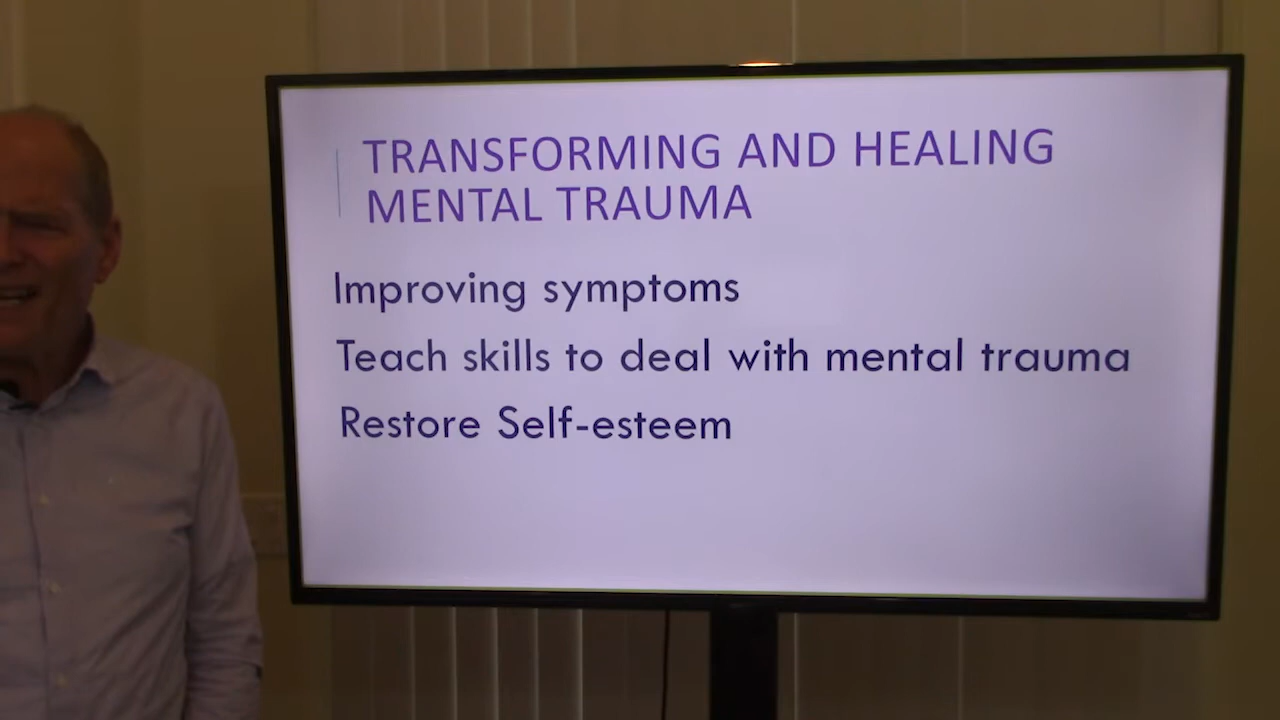 TRANSFORMING AND HEALING
MENTAL TRAUMA
Improving symptoms
Teach skills to deal with mental trauma
Restore Self-esteem